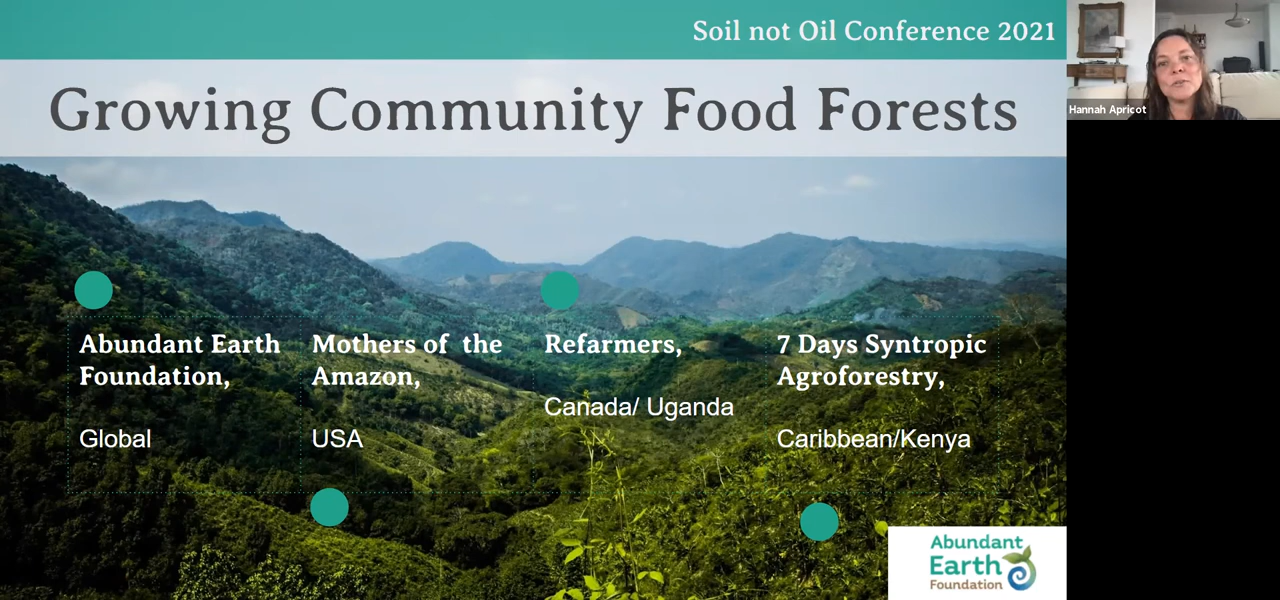 Soil not Oil Conference 2021
Hannah Apricot
Growing Community Food Forests
Abundant Earth
Foundation,
Global
Mothers of the
Amazon,
USA
Refarmers,
Canada/ Uganda
7 Days Syntropic
Agroforestry,
Caribbean/Kenya
Abundant
Earth
Foundation